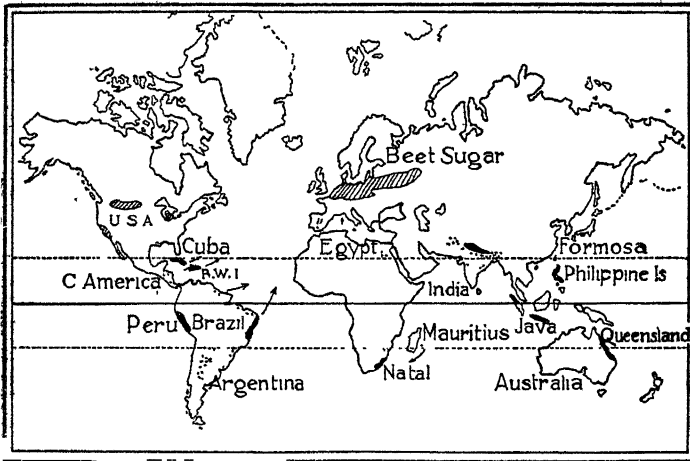 Beet Sugar
U S A
Cuba
Egypt
Formosa
B.W.I
C America
India
Philippine Is
Peru
Brazil
Mauritius
Java
Queensland
Argentina
Natal
Australia